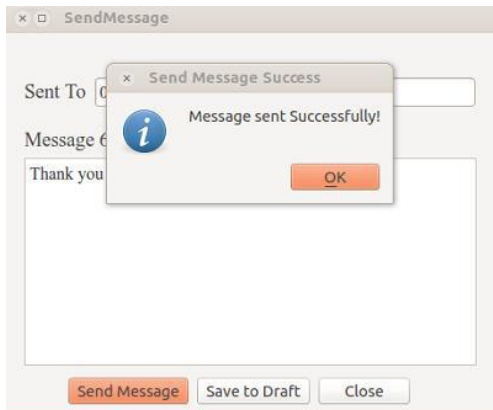 SendMessage
Send Message Success
Sent To
Message sent Successfully!
Message 6
Thank you
OK
Send Message Save to Draft Close